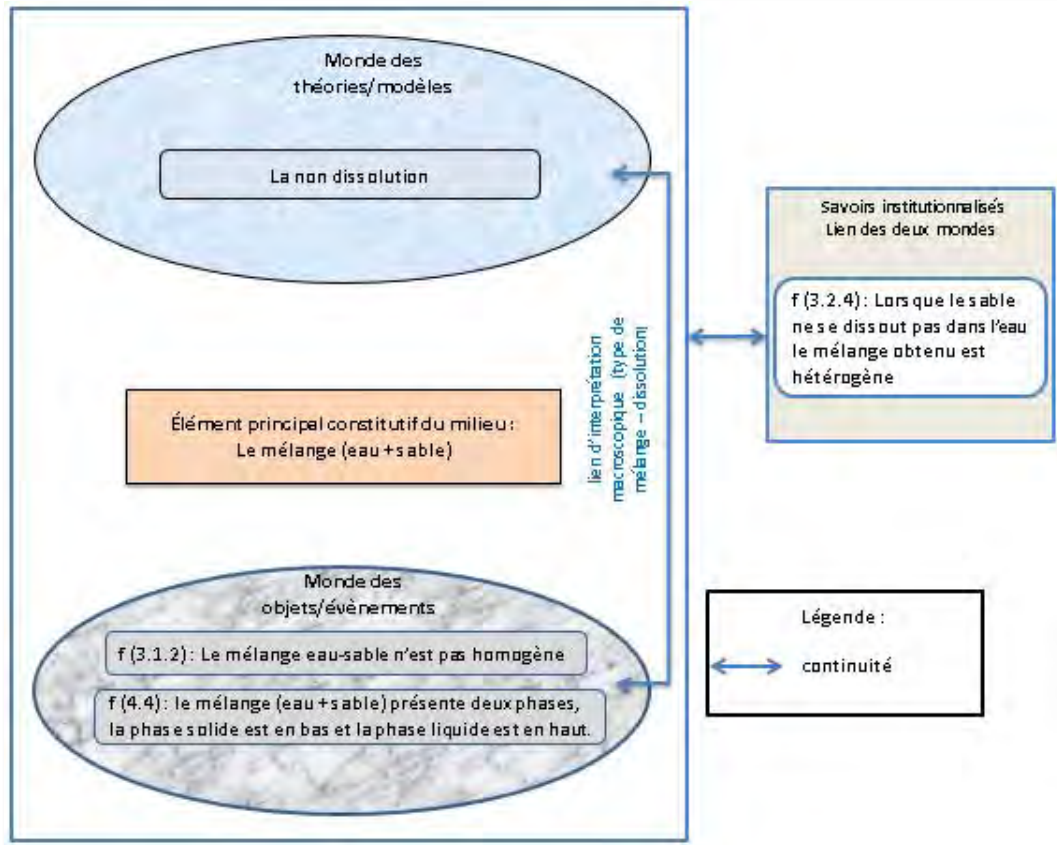 Monde des
théories/modèles
La non dissolution
Savoirs institutionnalisés
Lien des deux mondes
f (3.2.4) : Lorsque le sable
ne se dissout pas dans l'eau
le mélange obtenu est
hétérogène
lien d'interprétation
macroscopique (type de
mélange – dissolution)
Élément principal constitutif du milieu :
Le mélange (eau + sable)
Monde des
objets/évènements
f (3.1.2) : Le mélange eau-sable n'est pas homogène
f (4.4) : le mélange (eau + sable) présente deux phases,
la phase solide est en bas et la phase liquide est en haut.
Légende :
continuité